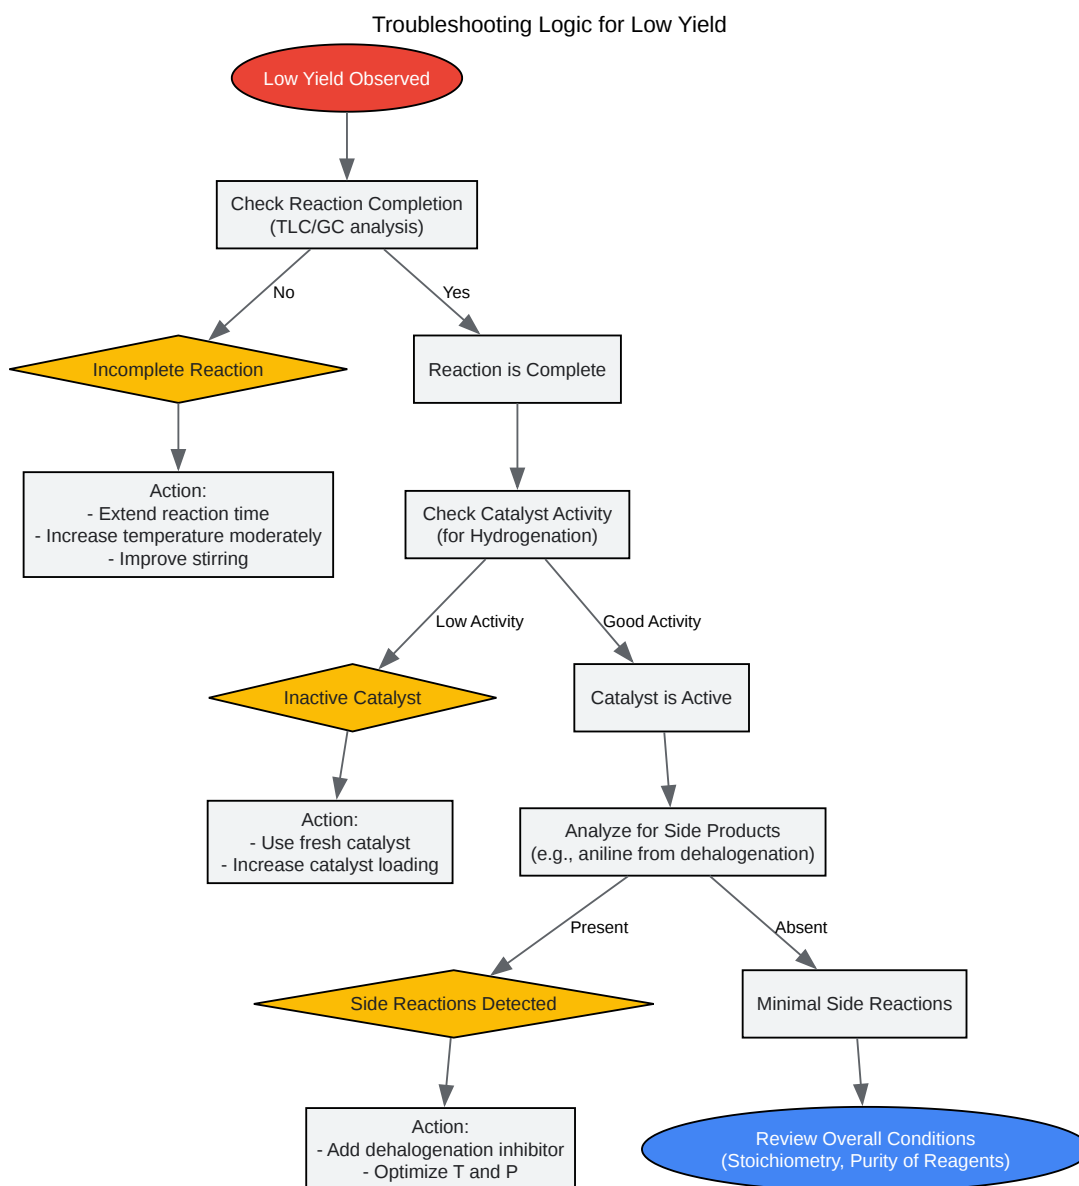 Troubleshooting Logic for Low Yield
Low Yield Observed
Check Reaction Completion
(TLC/GC analysis)
No
Yes
Incomplete Reaction
Reaction is Complete
Action:
- Extend reaction time
- Increase temperature moderately
- Improve stirring
Check Catalyst Activity
(for Hydrogenation)
Low Activity
Good Activity
Inactive Catalyst
Catalyst is Active
Action:
- Use fresh catalyst
- Increase catalyst loading
Analyze for Side Products
(e.g., aniline from dehalogenation)
Present
Absent
Side Reactions Detected
Minimal Side Reactions
Action:
- Add dehalogenation inhibitor
- Optimize T and P
Review Overall Conditions
(Stoichiometry, Purity of Reagents)